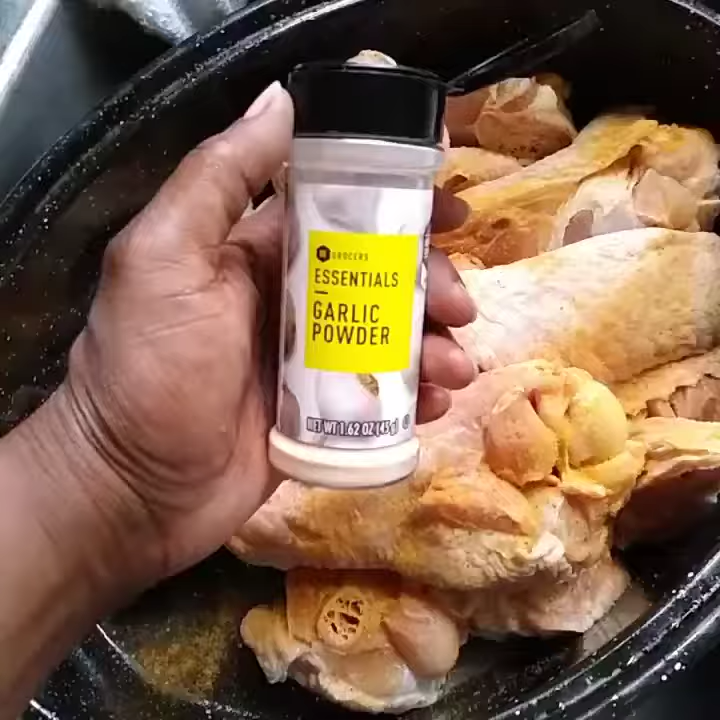 GROCERS
ESSENTIALS
GARLIC
POWDER
NET WT 1.62 OZ (45g)